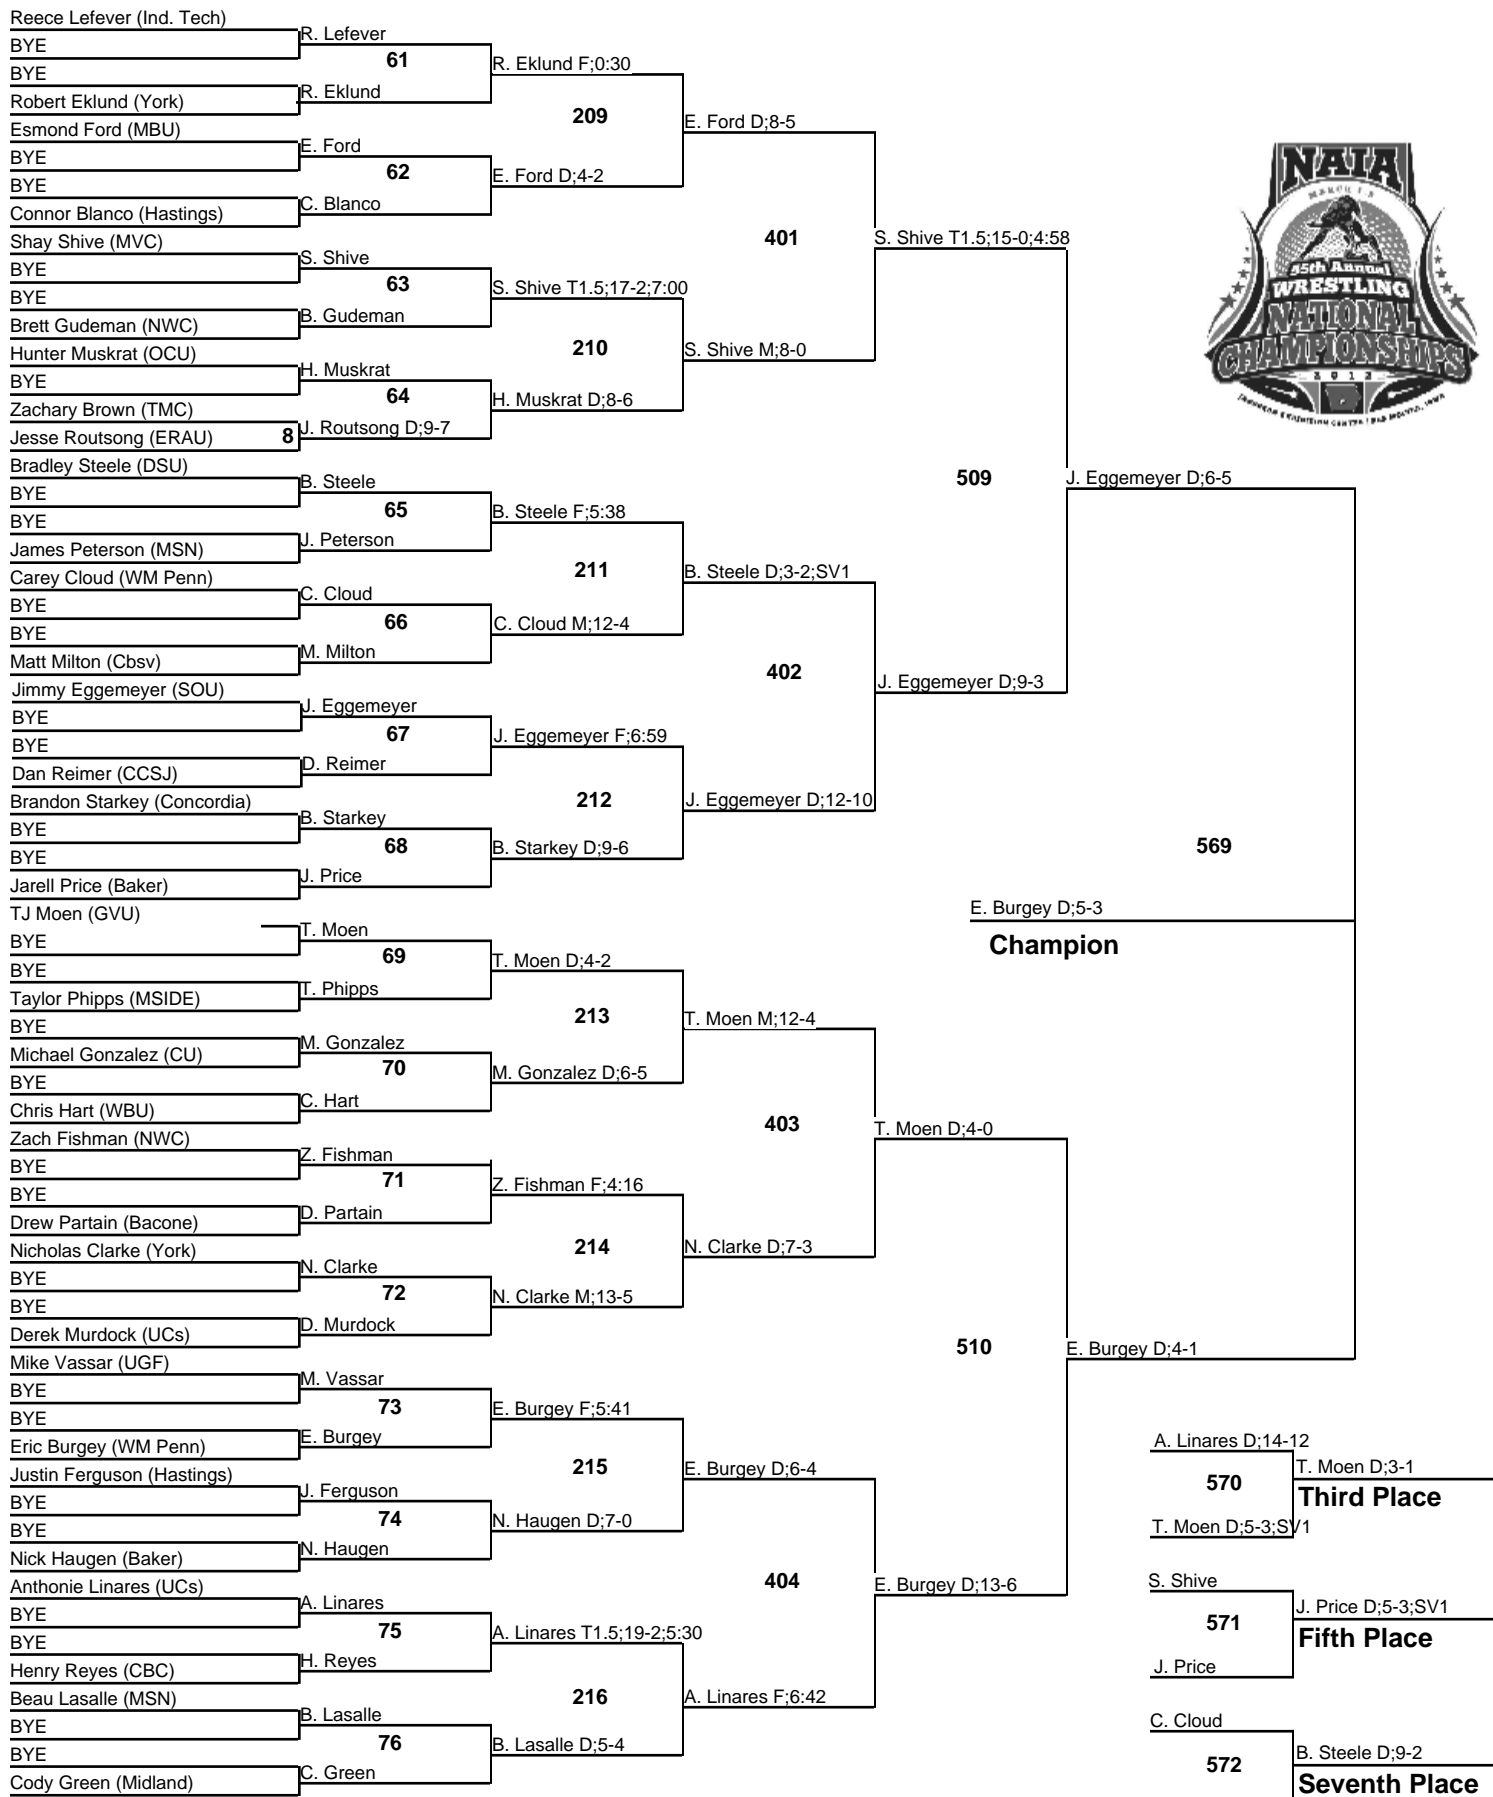 Reece Lefever (Ind. Tech)
BYE
BYE
Robert Eklund (York)
Esmond Ford (MBU)
BYE
BYE
Connor Blanco (Hastings)
Shay Shive (MVC)
BYE
BYE
Brett Gudeman (NWC)
Hunter Muskrat (OCU)
BYE
Zachary Brown (TMC)
Jesse Routsong (ERAU) 8
Bradley Steele (DSU)
BYE
BYE
James Peterson (MSN)
Carey Cloud (WM Penn)
BYE
BYE
Matt Milton (Cbsv)
Jimmy Eggemeyer (SOU)
BYE
BYE
Dan Reimer (CCSJ)
Brandon Starkey (Concordia)
BYE
BYE
Jarell Price (Baker)
TJ Moen (GVU)
BYE
BYE
Taylor Phipps (MSIDE)
BYE
Michael Gonzalez (CU)
BYE
Chris Hart (WBU)
Zach Fishman (NWC)
BYE
BYE
Drew Partain (Bacone)
Nicholas Clarke (York)
BYE
BYE
Derek Murdock (UCs)
Mike Vassar (UGF)
BYE
BYE
Eric Burgey (WM Penn)
Justin Ferguson (Hastings)
BYE
BYE
Nick Haugen (Baker)
Anthonie Linares (UCs)
BYE
BYE
Henry Reyes (CBC)
Beau Lasalle (MSN)
BYE
BYE
Cody Green (Midland)
R. Lefever
61
R. Eklund
E. Ford
62
C. Blanco
S. Shive
63
B. Gudeman
H. Muskrat
64
J. Routsong D;9-7
B. Steele
65
J. Peterson
C. Cloud
66
M. Milton
J. Eggemeyer
67
D. Reimer
B. Starkey
68
J. Price
T. Moen
69
T. Phipps
M. Gonzalez
70
C. Hart
Z. Fishman
71
D. Partain
N. Clarke
72
D. Murdock
M. Vassar
73
E. Burgey
J. Ferguson
74
N. Haugen
A. Linares
75
H. Reyes
B. Lasalle
76
C. Green
R. Eklund F;0:30
209
E. Ford D;4-2
S. Shive T1.5;17-2;7:00
210
H. Muskrat D;8-6
B. Steele F;5:38
211
C. Cloud M;12-4
J. Eggemeyer F;6:59
212
B. Starkey D;9-6
T. Moen D;4-2
213
M. Gonzalez D;6-5
Z. Fishman F;4:16
214
N. Clarke M;13-5
E. Burgey F;5:41
215
N. Haugen D;7-0
A. Linares T1.5;19-2;5:30
216
B. Lasalle D;5-4
E. Ford D;8-5
401
S. Shive M;8-0
B. Steele D;3-2;SV1
402
J. Eggemeyer D;12-10
T. Moen M;12-4
403
N. Clarke D;7-3
E. Burgey D;6-4
404
A. Linares F;6:42
S. Shive T1.5;15-0;4:58
509
J. Eggemeyer D;9-3
T. Moen D;4-0
510
E. Burgey D;13-6
J. Eggemeyer D;6-5
569
E. Burgey D;4-1
E. Burgey D;5-3
Champion
NAIA
MARCH 1-3
55th Annual
WRESTLING
NATIONAL
CHAMPIONSHIPS
2012
A. Linares D;14-12
570
T. Moen D;5-3;SV1
T. Moen D;3-1
Third Place
S. Shive
571
J. Price
J. Price D;5-3;SV1
Fifth Place
C. Cloud
572
B. Steele D;9-2
Seventh Place